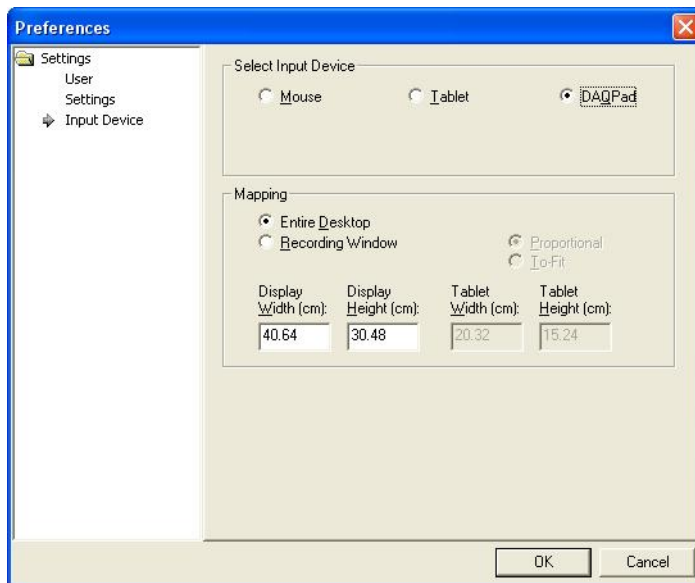 Preferences
Settings
User
Settings
Input Device
Select Input Device
Mouse Tablet DAQPad
Mapping
Entire Desktop
Recording Window
Proportional
To-Fit
Display Width (cm):
Display Height (cm):
Tablet Width (cm):
Tablet Height (cm):
40.64 30.48 20.32 15.24
OK Cancel